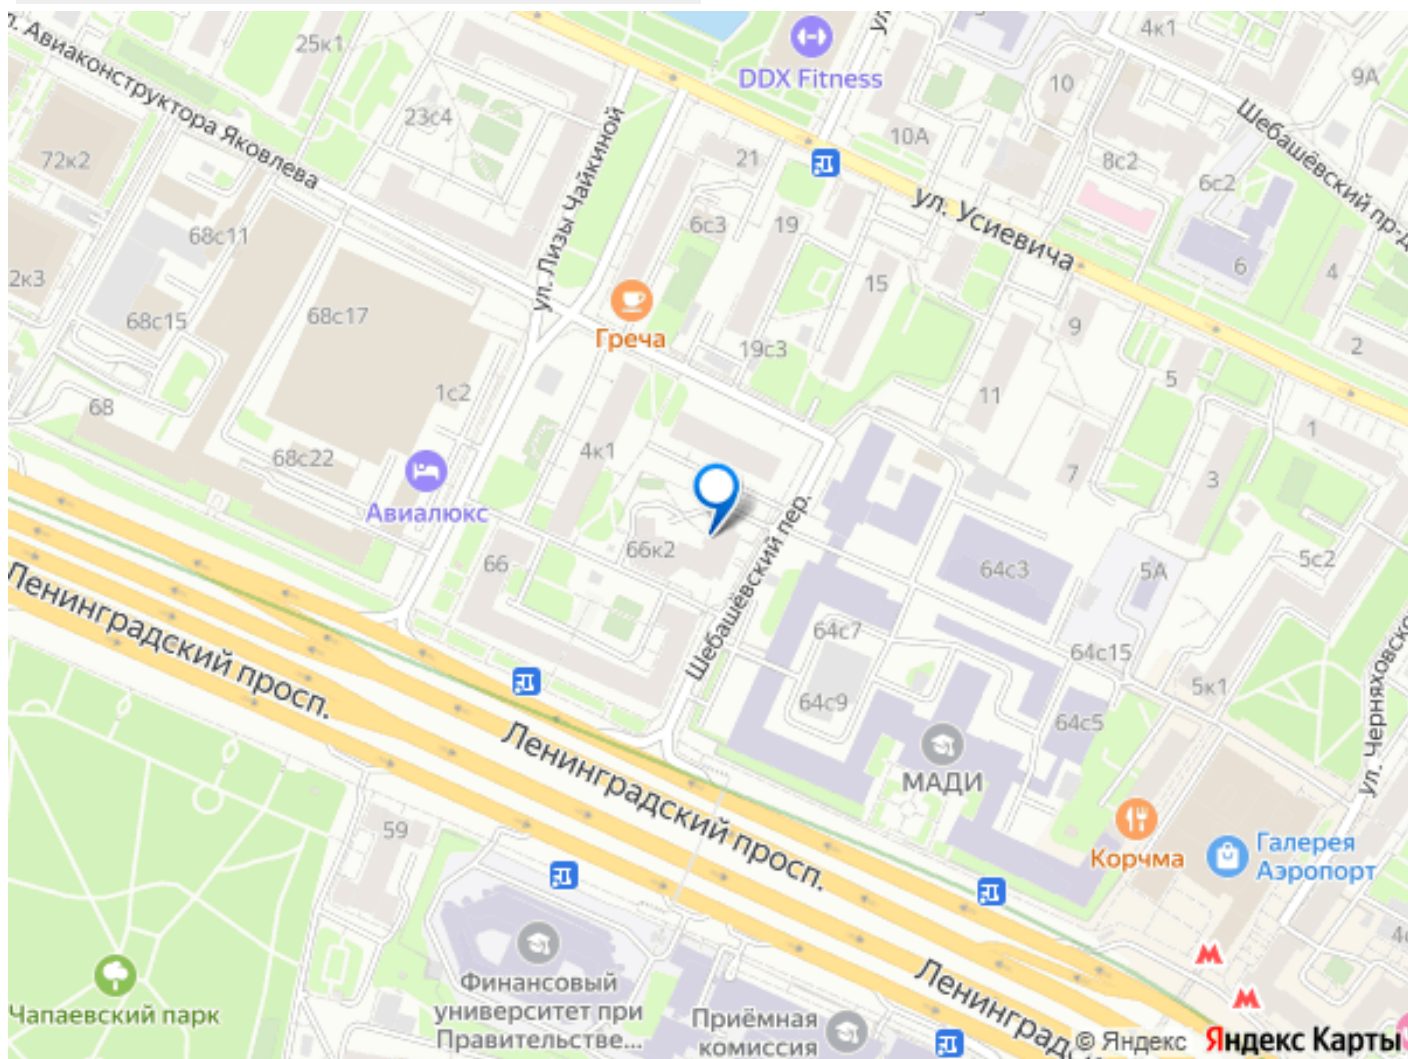 ул. Авиаконструктора Яковлева
25к1
DDX Fitness
ул.
4к1
10
9А
Шебашёвский пр-д
23с4
72к2
10А
8с2
21
6с2
ул. Лизы Чайкиной
ул. Усиевича
68с11
6с3
19
6
4
2к3
15
68с15
68с17
Греча
9
19с3
2
5
1с2
11
68
1
4к1
68с22
7
3
Авиалюкс
66к2
66
Шебашёвский пер.
64с3
5А
5с2
Ленинградский просп.
64с7
64с15
5к1
64с9
64с5
ул. Черняховско
Ленинградский просп.
МАДИ
59
Корчма
Галерея
Аэропорт
Финансовый
университет при
Правительстве...
Чапаевский парк
Приёмная
комиссия
Ленинградс
© Яндекс
Яндекс Карты